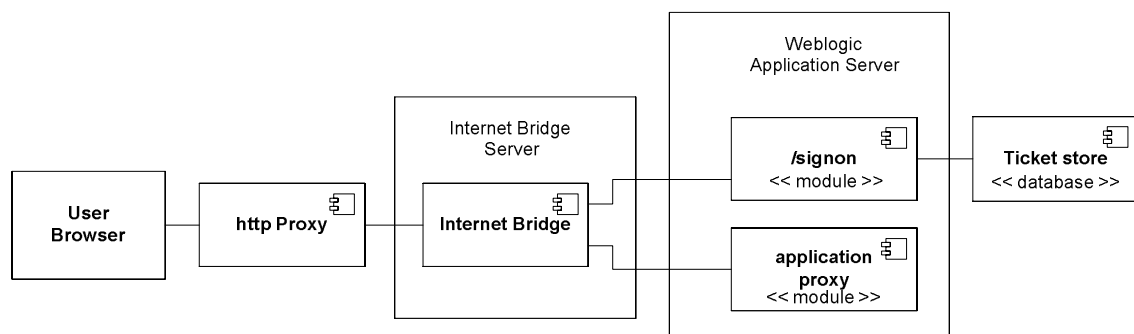 User
Browser
http Proxy
Internet Bridge
Server
Internet Bridge
Weblogic
Application Server
/signon
<< module >>
application
proxy
<< module >>
Ticket store
<< database >>